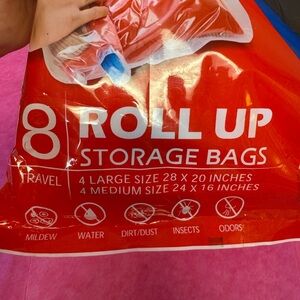 8
TRAVEL
ROLL UP
STORAGE BAGS
4 LARGE SIZE 28 X 20 INCHES
4 MEDIUM SIZE 24 X 16 INCHES
MILDEW
WATER
DIRT/DUST
INSECTS
ODORS